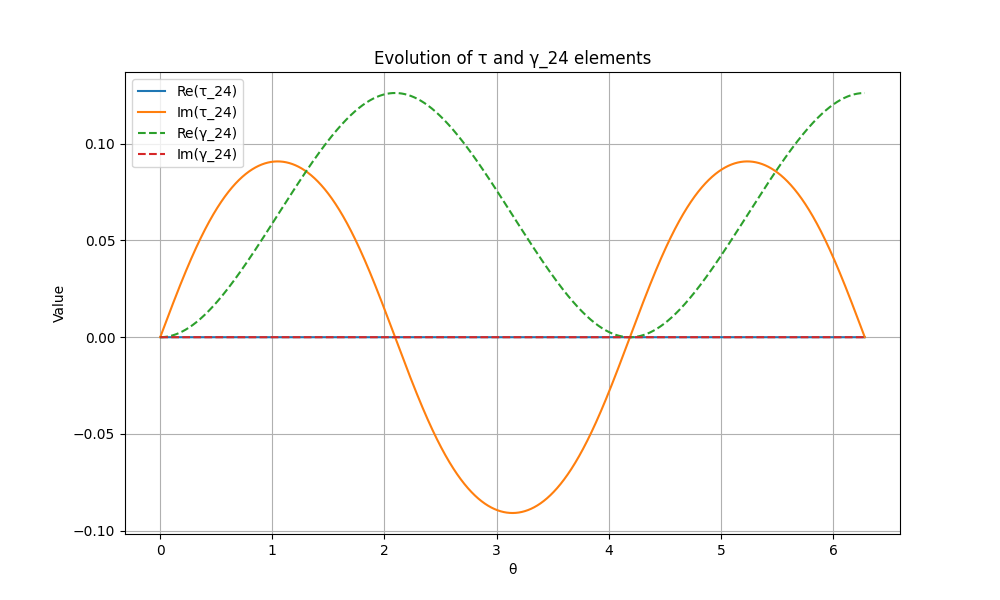 Evolution of τ and γ_24 elements
Re(τ_24)
Im(τ_24)
Re(γ_24)
Im(γ_24)
Value
0.10
0.05
0.00
−0.05
−0.10
0 1 2 3 4 5 6
θ